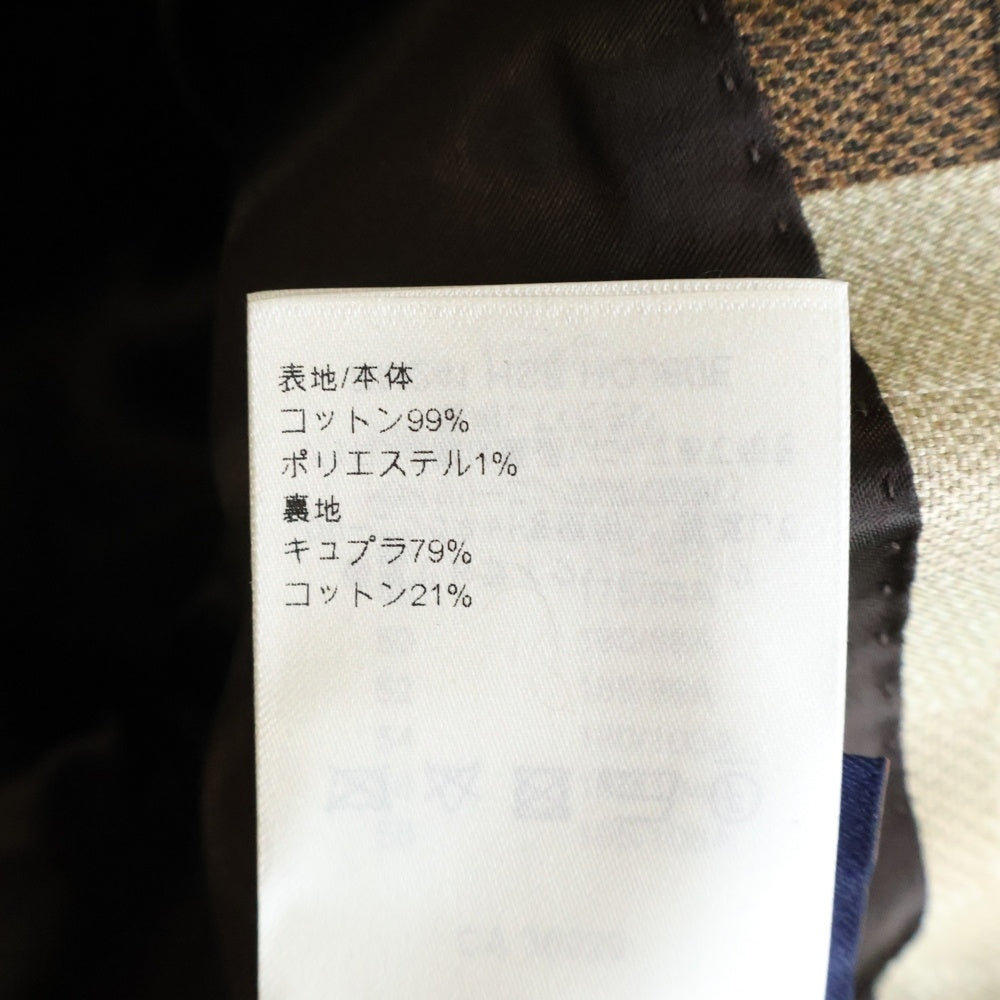 表地/本体
コットン99%
ポリエステル1%
裏地
キュプラ79%
コットン21%